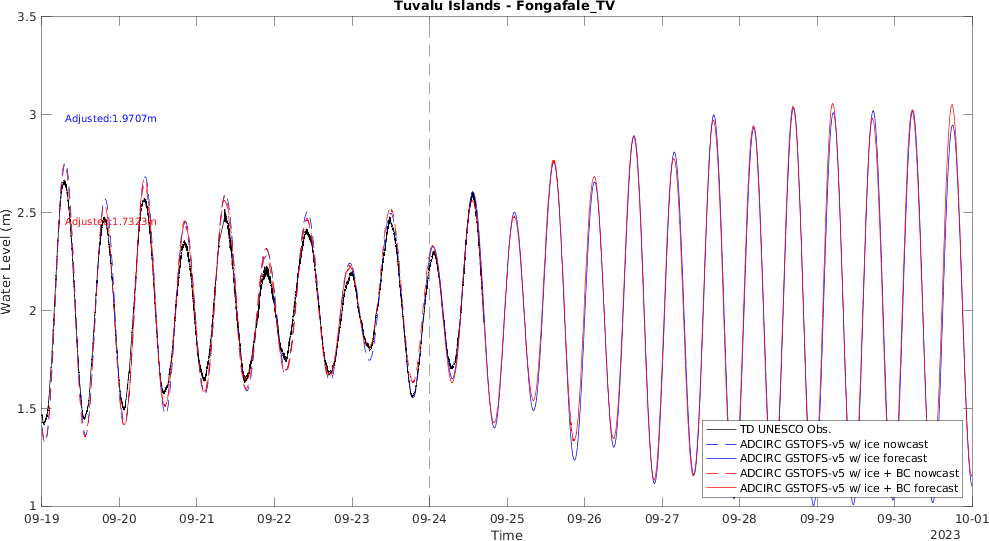 Tuvalu Islands - Fongafale_TV
3.5
3
2.5
2
1.5
1
Water Level (m)
Adjusted:1.9707m
Adjusted:1.7323m
TD UNESCO Obs.
ADCIRC GSTOFS-v5 w/ ice nowcast
ADCIRC GSTOFS-v5 w/ ice forecast
ADCIRC GSTOFS-v5 w/ ice + BC nowcast
ADCIRC GSTOFS-v5 w/ ice + BC forecast
09-19 09-20 09-21 09-22 09-23 09-24 09-25 09-26 09-27 09-28 09-29 09-30 10-01
Time
2023